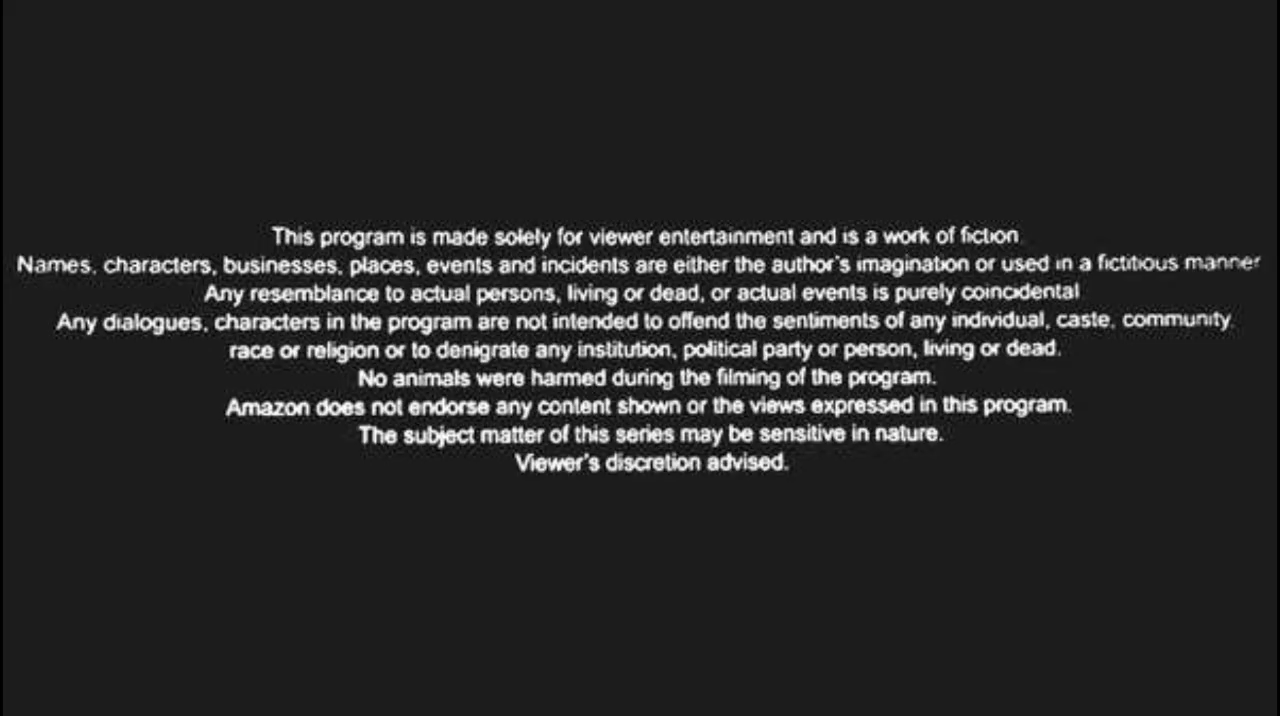 This program is made solely for viewer entertainment and is a work of fiction
Names, characters, businesses, places, events and incidents are either the author's imagination or used in a fictitious manner
Any resemblance to actual persons, living or dead, or actual events is purely coincidental
Any dialogues, characters in the program are not intended to offend the sentiments of any individual, caste, community,
race or religion or to denigrate any institution, political party or person, living or dead.
No animals were harmed during the filming of the program.
Amazon does not endorse any content shown or the views expressed in this program.
The subject matter of this series may be sensitive in nature.
Viewer's discretion advised.